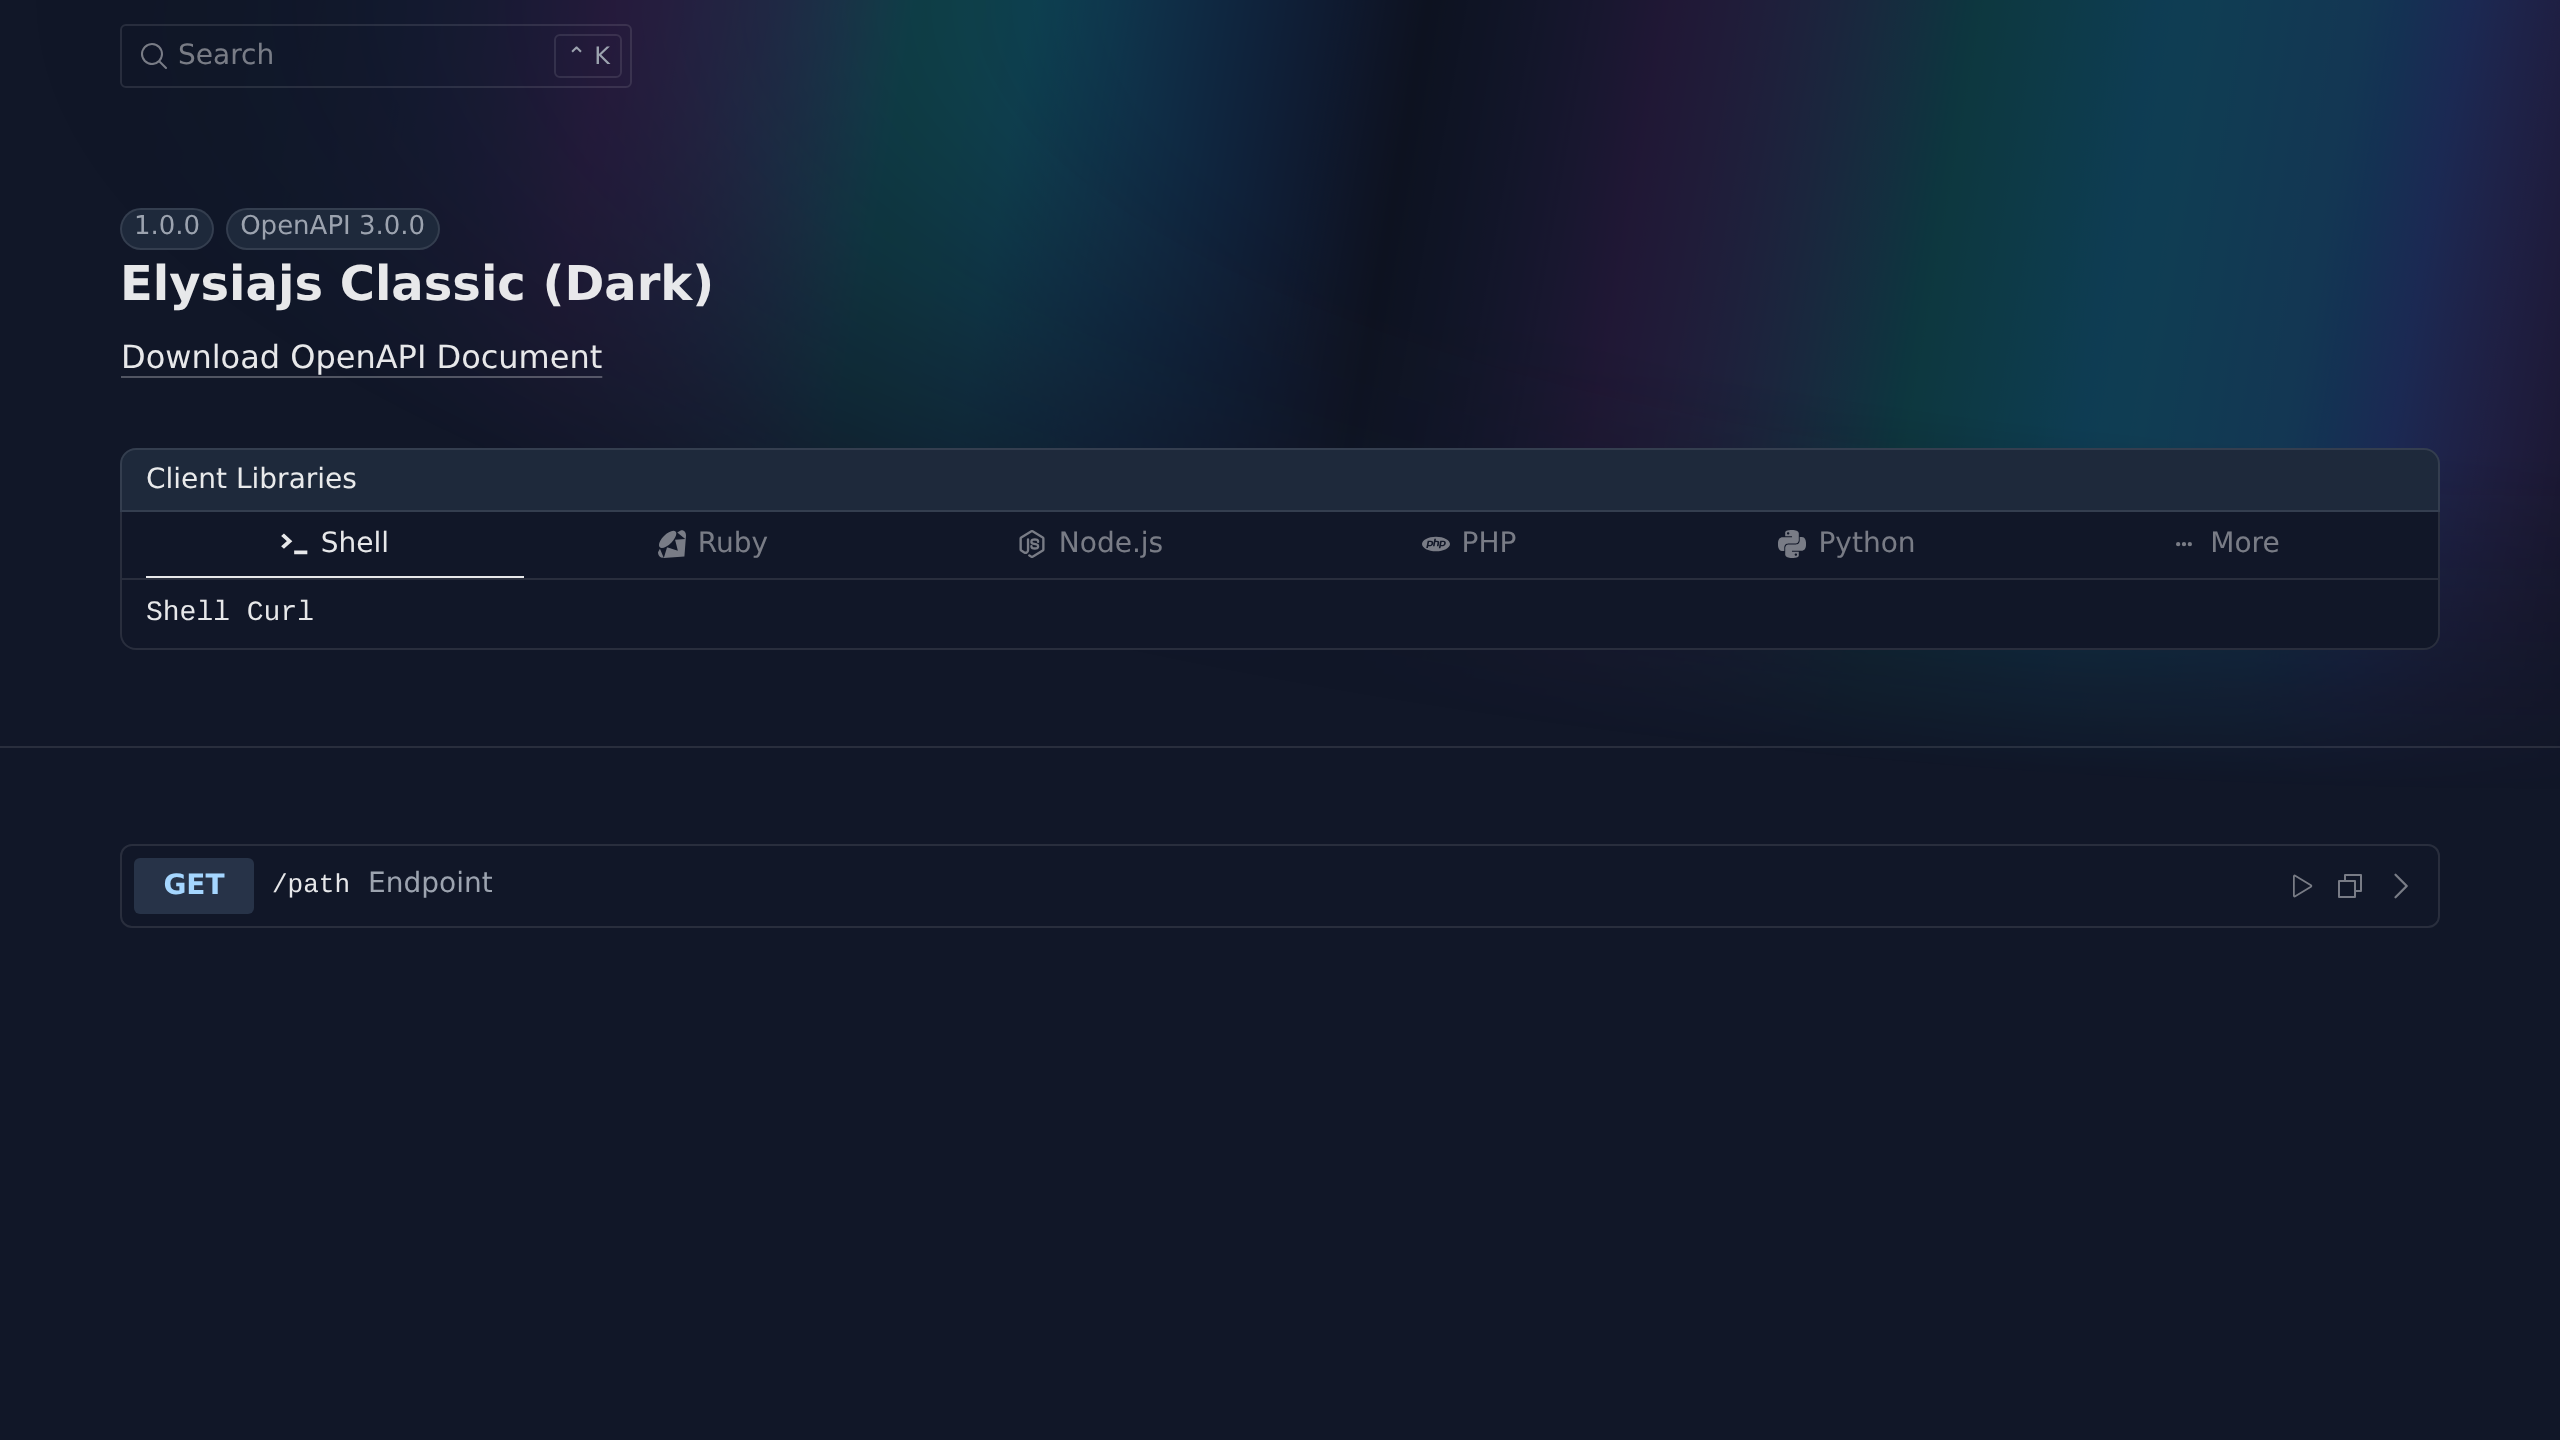 Search ⌃ K
1.0.0 OpenAPI 3.0.0
Elysiajs Classic (Dark)
Download OpenAPI Document
Client Libraries
Shell Ruby Node.js PHP Python More
Shell Curl
GET /path Endpoint